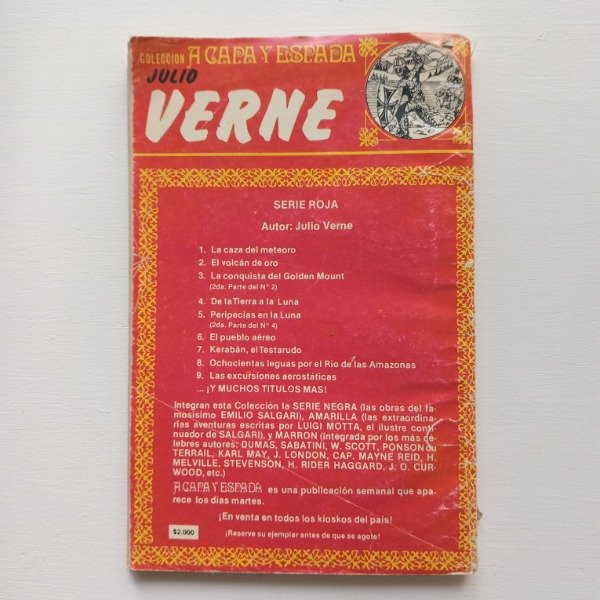 COLECCION A CAPA Y ESPADA
JULIO
VERNE
SERIE ROJA
Autor: Julio Verne
1. La caza del meteoro
2. El volcán de oro
3. La conquista del Golden Mount
(2da. Parte del Nº 2)
4. De la Tierra a la Luna
5. Peripecias en la Luna
(2da. Parte del Nº 4)
6. El pueblo aéreo
7. Kerabán, el Testarudo
8. Ochocientas leguas por el Río de las Amazonas
9. Las excursiones aerostáticas
... ¡Y MUCHOS TITULOS MAS!
Integran esta Colección la SERIE NEGRA (las obras del fa-
mosísimo EMILIO SALGARI), AMARILLA (las extraordina-
rias aventuras escritas por LUIGI MOTTA, el ilustre conti-
nuador de SALGARI), y MARRON (integrada por los más cé-
lebres autores: DUMAS, SABATINI, W. SCOTT, PONSON DU
TERRAIL, KARL MAY, J. LONDON, CAP. MAYNE REID, H.
MELVILLE, STEVENSON, H. RIDER HAGGARD, J. O. CUR-
WOOD, etc.)
A CAPA Y ESPADA es una publicación semanal que apa-
rece los días martes.
¡En venta en todos los kioskos del país!
¡Reserve su ejemplar antes de que se agote!
$2.000